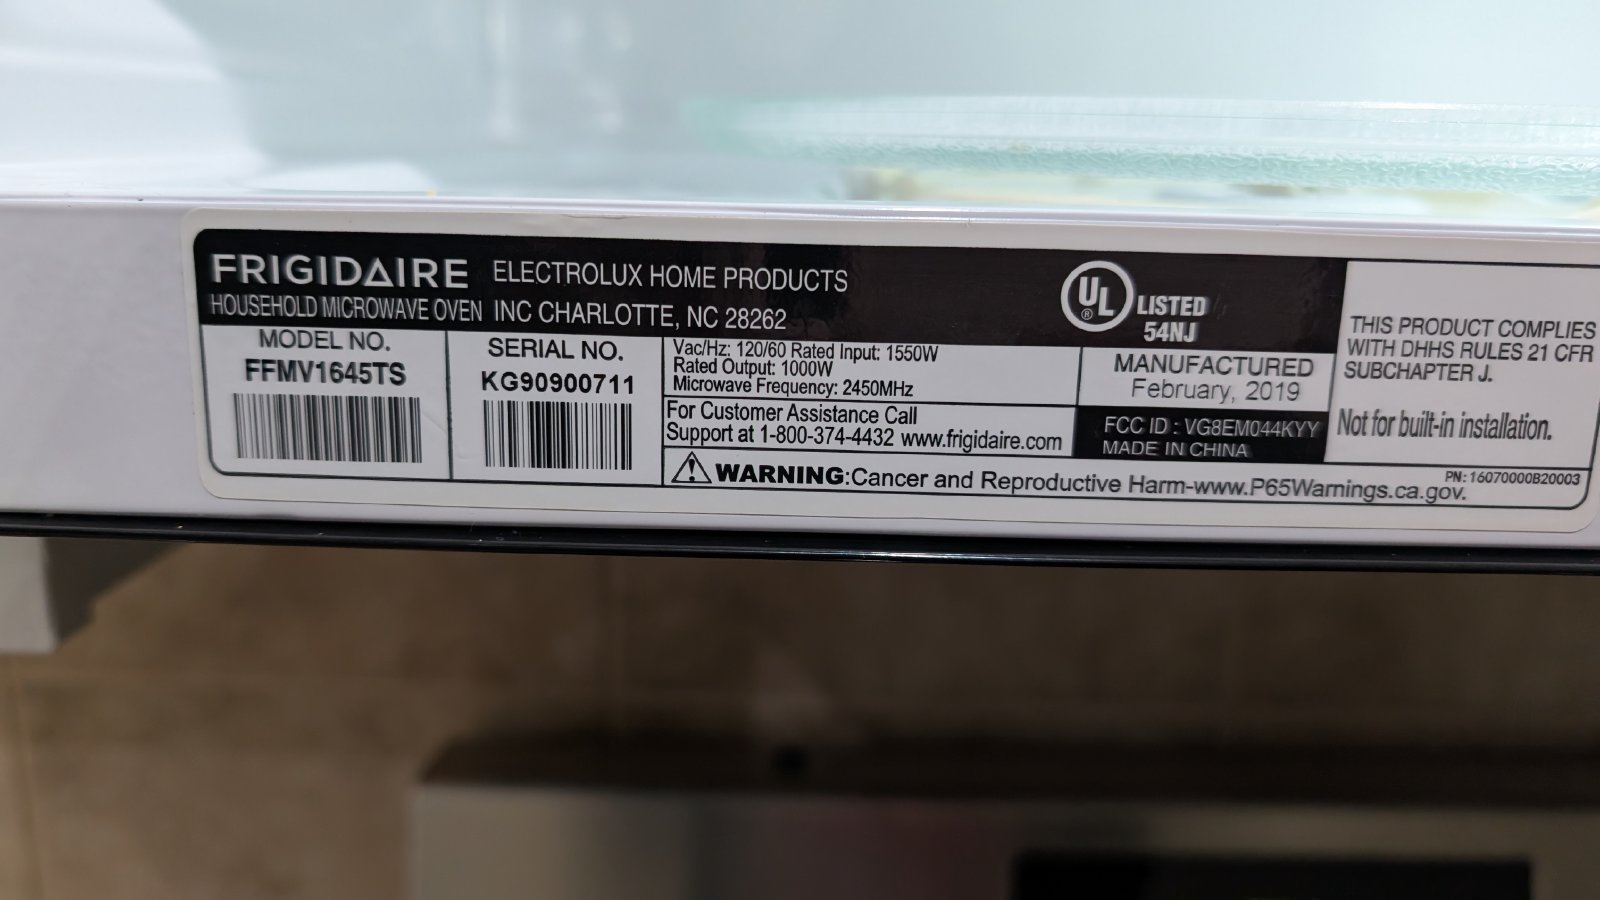 FRIGIDAIRE ELECTROLUX HOME PRODUCTS
HOUSEHOLD MICROWAVE OVEN INC CHARLOTTE, NC 28262
UL ® LISTED
54NJ
MODEL NO.
FFMV1645TS
SERIAL NO.
KG90900711
Vac/Hz: 120/60 Rated Input: 1550W
Rated Output: 1000W
Microwave Frequency: 2450MHz
For Customer Assistance Call
Support at 1-800-374-4432 www.frigidaire.com
MANUFACTURED
February, 2019
FCC ID : VG8EM044KYY
MADE IN CHINA
THIS PRODUCT COMPLIES
WITH DHHS RULES 21 CFR
SUBCHAPTER J.
Not for built-in installation.
WARNING:Cancer and Reproductive Harm-www.P65Warnings.ca.gov.
PN: 16070000B20003